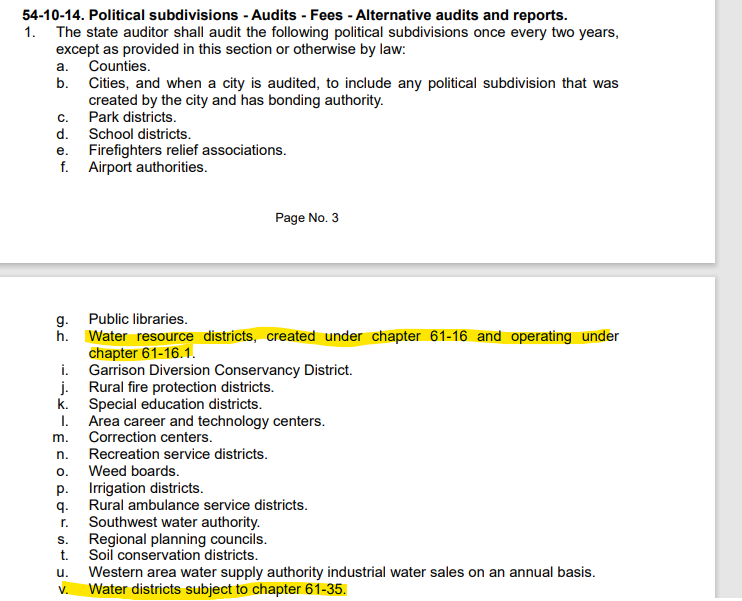 54-10-14. Political subdivisions - Audits - Fees - Alternative audits and reports.
1. The state auditor shall audit the following political subdivisions once every two years,
except as provided in this section or otherwise by law:
a. Counties.
b. Cities, and when a city is audited, to include any political subdivision that was
created by the city and has bonding authority.
c. Park districts.
d. School districts.
e. Firefighters relief associations.
f. Airport authorities.
Page No. 3
g. Public libraries.
h. Water resource districts, created under chapter 61-16 and operating under
chapter 61-16.1.
i. Garrison Diversion Conservancy District.
j. Rural fire protection districts.
k. Special education districts.
l. Area career and technology centers.
m. Correction centers.
n. Recreation service districts.
o. Weed boards.
p. Irrigation districts.
q. Rural ambulance service districts.
r. Southwest water authority.
s. Regional planning councils.
t. Soil conservation districts.
u. Western area water supply authority industrial water sales on an annual basis.
v. Water districts subject to chapter 61-35.